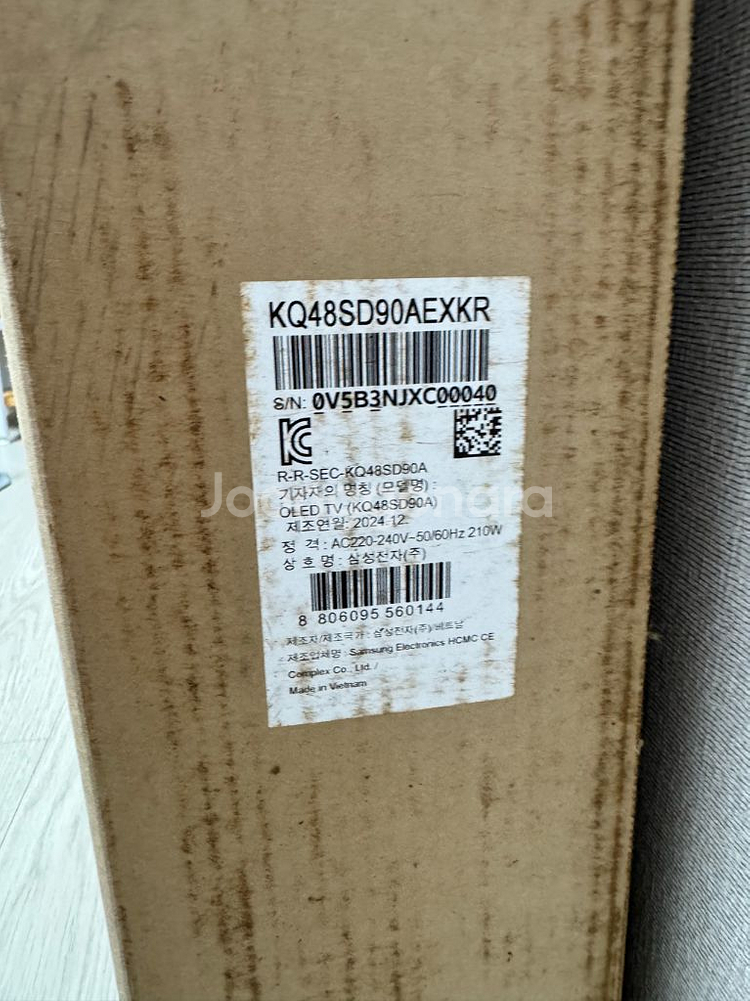 KQ48SD90AEXKR
S/N: 0V5B3NJXC00040
R-R-SEC-KQ48SD90A
기자재의 명칭 (모델명) :
OLED TV (KQ48SD90A)
제조연월: 2024.12.
정 격 : AC220-240V~50/60Hz 210W
상 호 명 : 삼성전자(주)
8 806095 560144
제조자/제조국가 : 삼성전자(주)/베트남
제조업체명 : Samsung Electronics HCMC CE
Complex Co., Ltd. /
Made in Vietnam